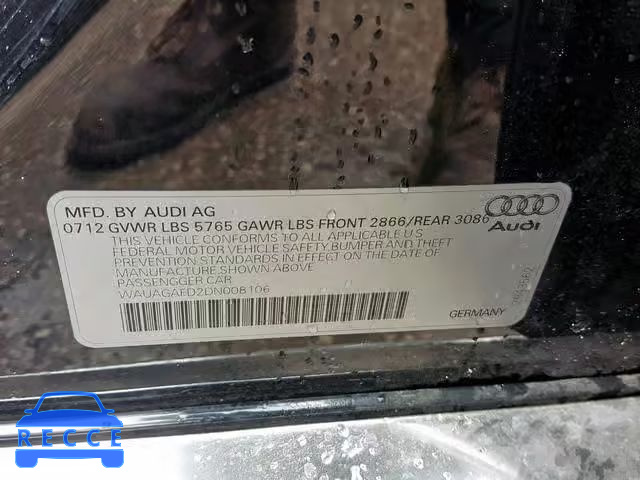 MFD. BY AUDI AG
0712 GVWR LBS 5765 GAWR LBS FRONT 2866/REAR 3086
Audi
THIS VEHICLE CONFORMS TO ALL APPLICABLE U.S
FEDERAL MOTOR VEHICLE SAFETY BUMPER AND THEFT
PREVENTION STANDARDS IN EFFECT ON THE DATE OF
MANUFACTURE SHOWN ABOVE.
PASSENGER CAR
WAUAGAFD2DN008106
GERMANY
RECCE